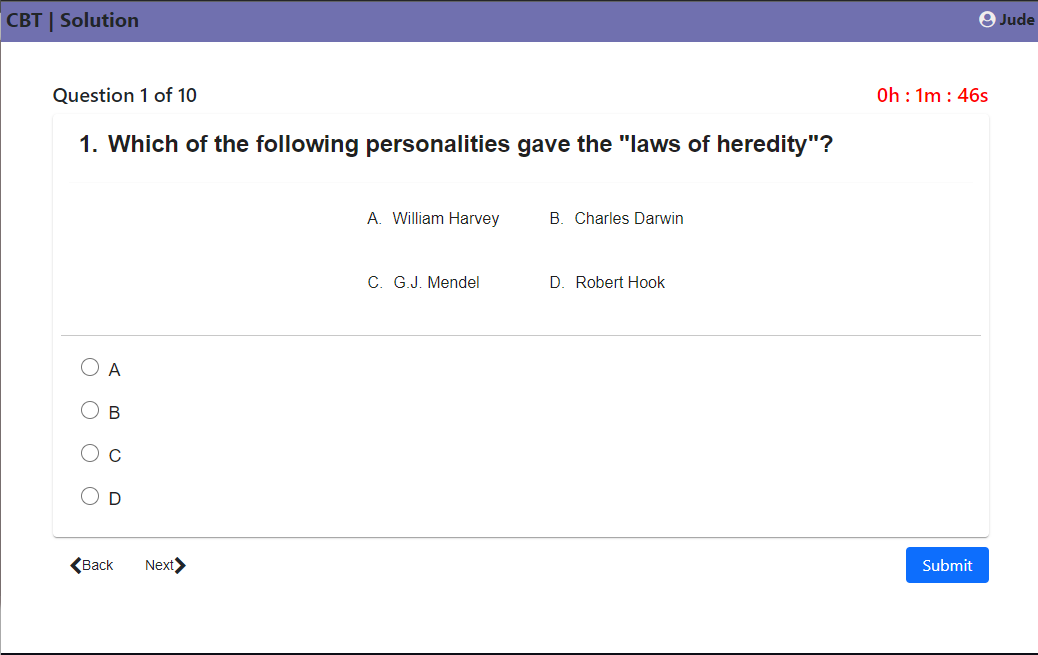 CBT | Solution
Jude
Question 1 of 10
0h : 1m : 46s
1. Which of the following personalities gave the "laws of heredity"?
A. William Harvey B. Charles Darwin
C. G.J. Mendel D. Robert Hook
A
B
C
D
Back Next
Submit